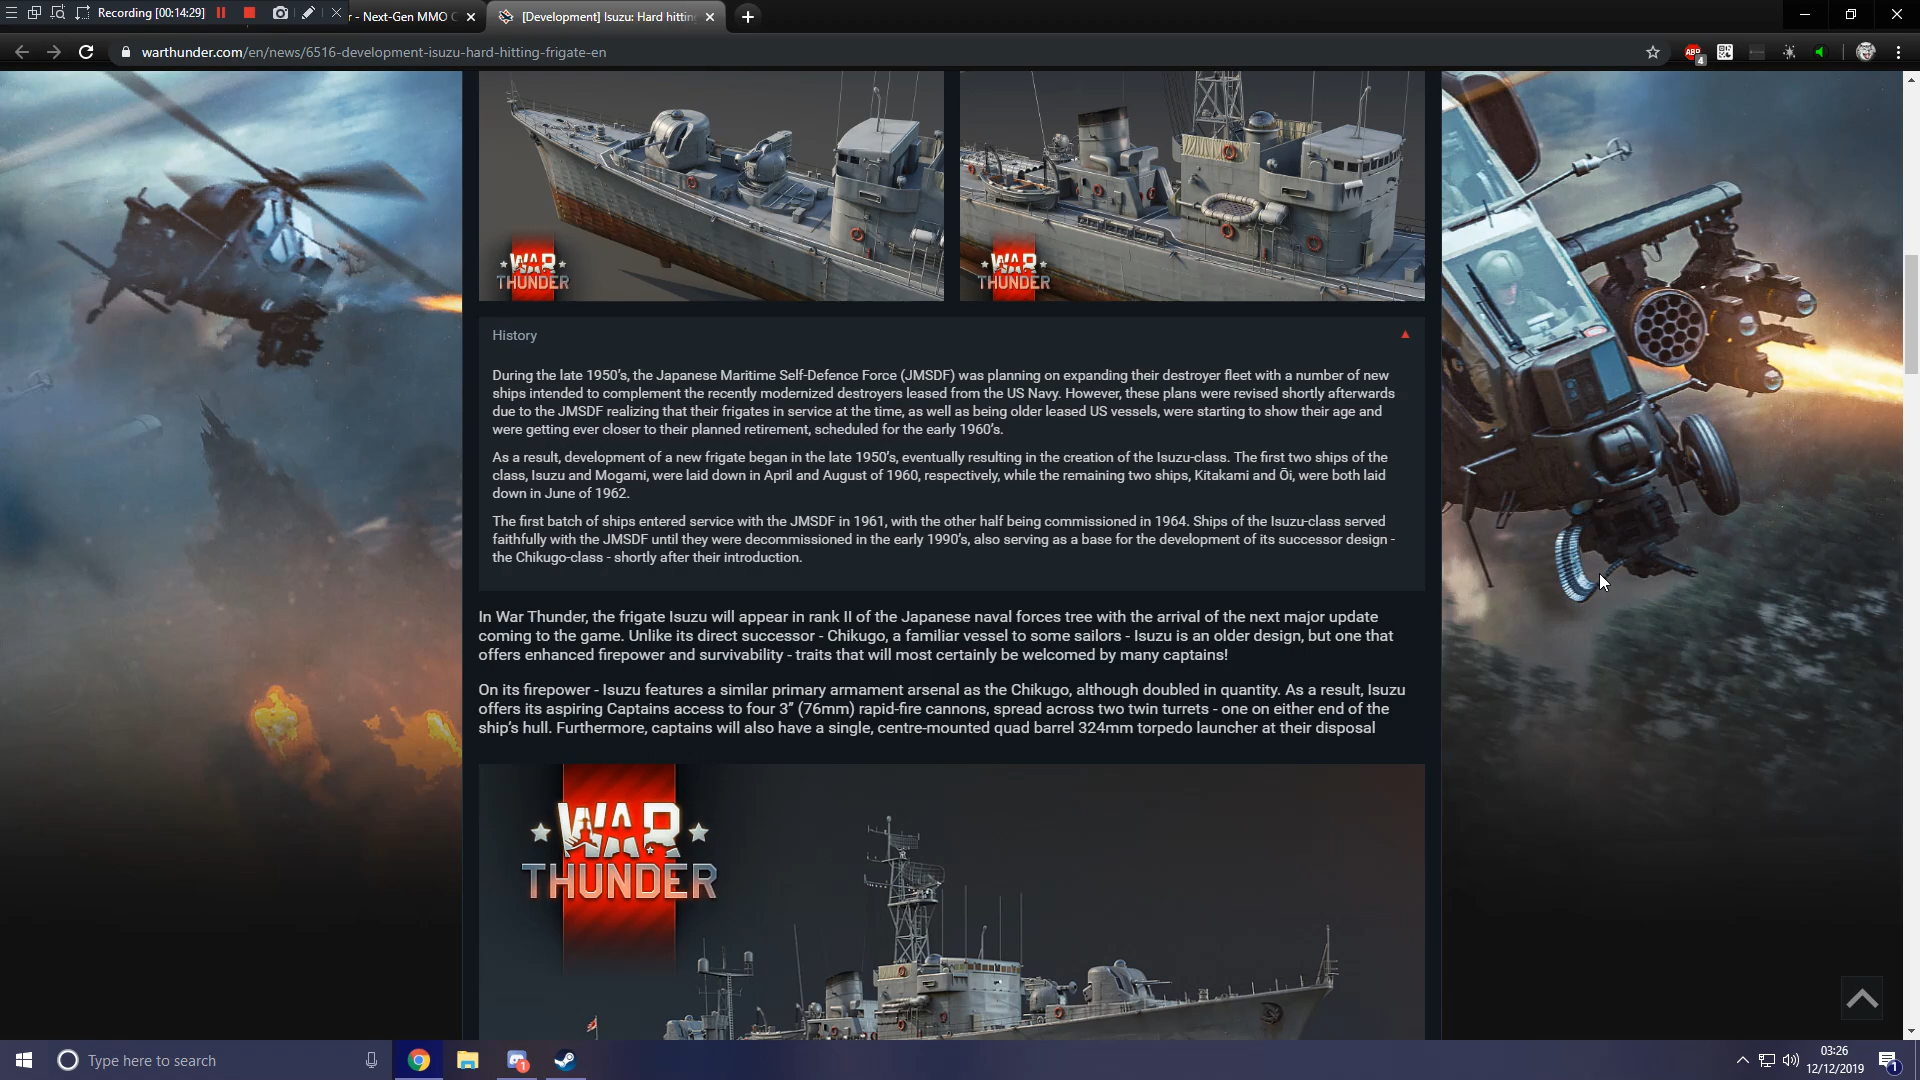 Recording [00:14:29]
r - Next-Gen MMO C
[Development] Isuzu: Hard hittin
warthunder.com/en/news/6516-development-isuzu-hard-hitting-frigate-en
ABP
4
WAR
THUNDER
WAR
THUNDER
History
During the late 1950's, the Japanese Maritime Self-Defence Force (JMSDF) was planning on expanding their destroyer fleet with a number of new
ships intended to complement the recently modernized destroyers leased from the US Navy. However, these plans were revised shortly afterwards
due to the JMSDF realizing that their frigates in service at the time, as well as being older leased US vessels, were starting to show their age and
were getting ever closer to their planned retirement, scheduled for the early 1960's.
As a result, development of a new frigate began in the late 1950's, eventually resulting in the creation of the Isuzu-class. The first two ships of the
class, Isuzu and Mogami, were laid down in April and August of 1960, respectively, while the remaining two ships, Kitakami and Ōi, were both laid
down in June of 1962.
The first batch of ships entered service with the JMSDF in 1961, with the other half being commissioned in 1964. Ships of the Isuzu-class served
faithfully with the JMSDF until they were decommissioned in the early 1990's, also serving as a base for the development of its successor design -
the Chikugo-class - shortly after their introduction.
In War Thunder, the frigate Isuzu will appear in rank II of the Japanese naval forces tree with the arrival of the next major update
coming to the game. Unlike its direct successor - Chikugo, a familiar vessel to some sailors - Isuzu is an older design, but one that
offers enhanced firepower and survivability - traits that will most certainly be welcomed by many captains!
On its firepower - Isuzu features a similar primary armament arsenal as the Chikugo, although doubled in quantity. As a result, Isuzu
offers its aspiring Captains access to four 3” (76mm) rapid-fire cannons, spread across two twin turrets - one on either end of the
ship's hull. Furthermore, captains will also have a single, centre-mounted quad barrel 324mm torpedo launcher at their disposal
WAR
THUNDER
Type here to search
1
03:26
12/12/2019
1